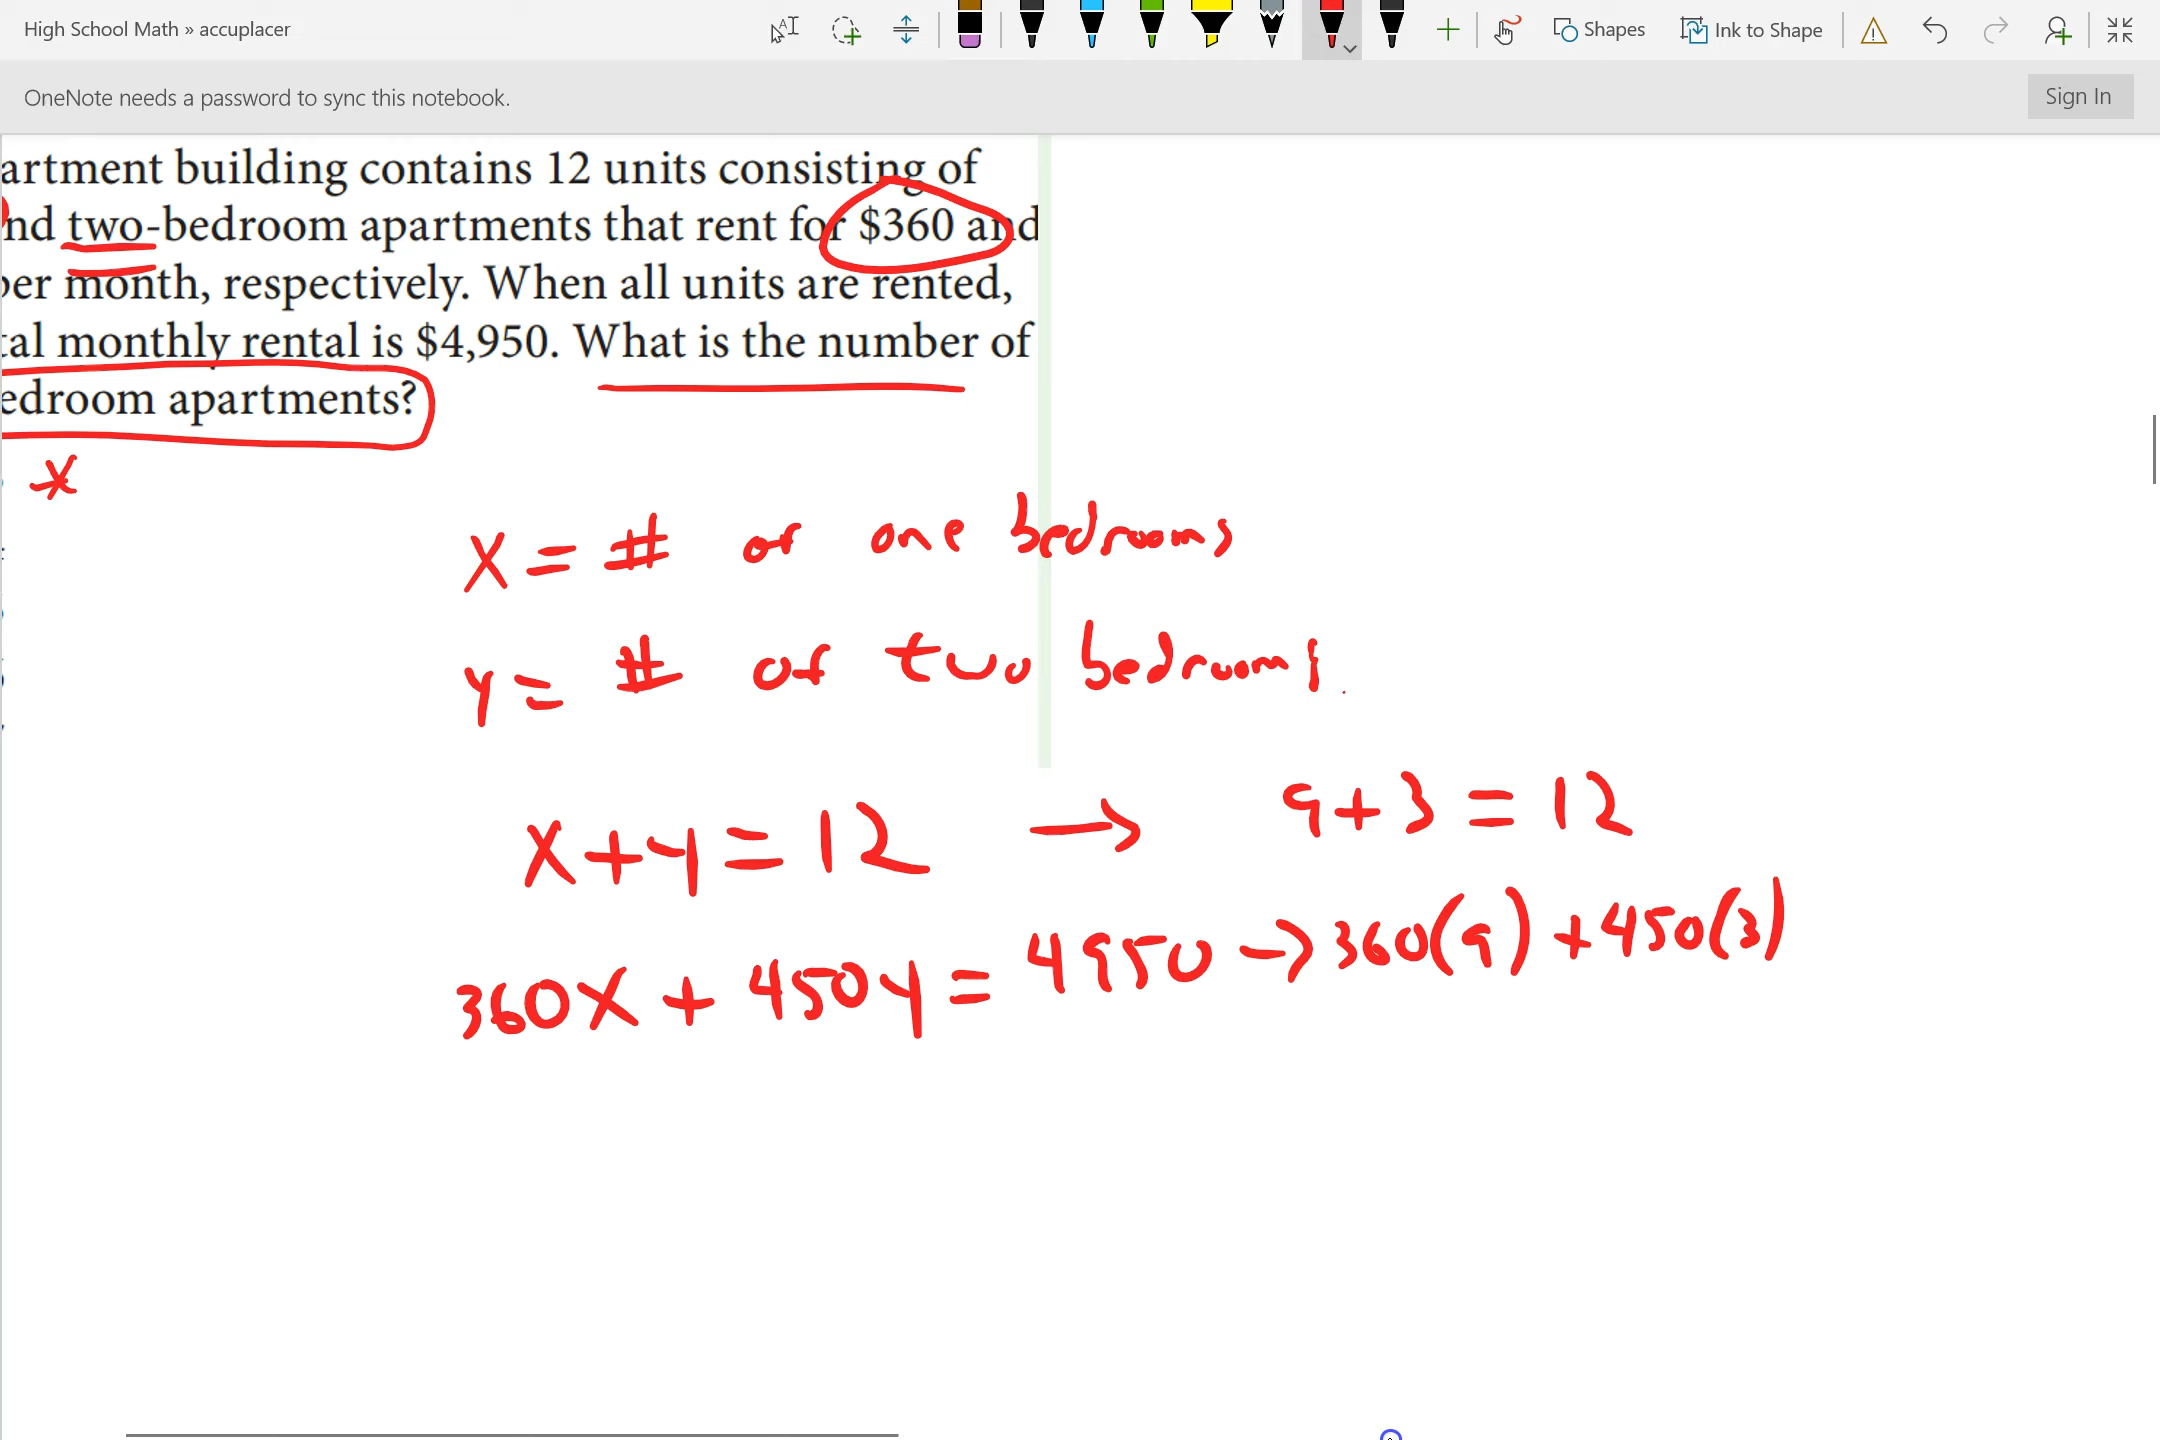 High School Math » accuplacer
Shapes
Ink to Shape
OneNote needs a password to sync this notebook.
Sign In
artment building contains 12 units consisting of
nd two-bedroom apartments that rent for $360 and
per month, respectively. When all units are rented,
tal monthly rental is $4,950. What is the number of
edroom apartments?
*
X = # of one bedrooms
y = # of two bedrooms
X + y = 12 → 9 + 3 = 12
360X + 450y = 4950 → 360(9) + 450(3)